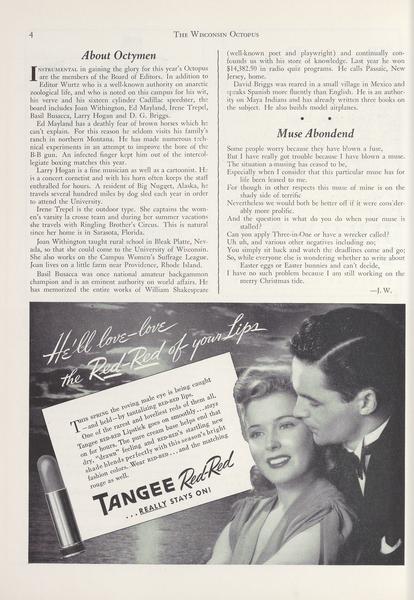 4
THE WISCONSIN OCTOPUS
About Octymen
INSTRUMENTAL in gaining the glory for this year's Octopus
are the members of the Board of Editors. In addition to
Editor Wurtz who is a well-known authority on anaetic
zoological life, and who is noted on this campus for his wit,
his verve and his sixteen cylinder Cadillac speedster, the
board includes Joan Withington, Ed Mayland, Irene Trepel,
Basil Busacca, Larry Hogan and D. G. Briggs.
Ed Mayland has a deathly fear of brown horses which he
can't explain. For this reason he seldom visits his family's
ranch in northern Montana. He has made numerous tech-
nical experiments in an attempt to improve the bore of the
B-B gun. An infected finger kept him out of the intercol-
legiate boxing matches this year.
Larry Hogan is a fine musician as well as a cartoonist. He
is a concert cornetist and with his horn often keeps the staff
enthralled for hours. A resident of Big Nugget, Alaska, he
travels several hundred miles by dog sled each year in order
to attend the University.
Irene Trepel is the outdoor type. She captains the wom-
en's varsity la crosse team and during her summer vacations
she travels with Ringling Brother's Circus. This is natural
since her home is in Sarasota, Florida.
Joan Withington taught rural school in Bleak Platte, Nev-
ada, so that she could come to the University of Wisconsin.
She also works on the Campus Women's Suffrage League.
Joan lives on a little farm near Providence, Rhode Island.
Basil Busacca was once national amateur backgammon
champion and is an eminent authority on world affairs. He
has memorized the entire works of William Shakespeare
(well-known poet and playwright) and continually con-
founds us with his store of knowledge. Last year he won
$14,382.50 in radio quiz programs. He calls Passaic, New
Jersey, home.
David Briggs was reared in a small village in Mexico and
speaks Spanish more fluently than English. He is an author-
ity on Maya Indians and has already written three books on
the subject. He also builds model airplanes.
Muse Abondend
Some people worry because they have blown a fuse,
But I have really got trouble because I have blown a muse.
The situation a-musing has ceased to be,
Especially when I consider that this particular muse has for
life been leased to me.
For though in other respects this muse of mine is on the
shady side of terrific
Nevertheless we would both be better off if it were consider-
ably more prolific.
And the question is what do you do when your muse is
stalled?
Can you apply Three-in-One or have a wrecker called?
Uh uh, and various other negatives including no;
You simply sit back and watch the deadlines come and go;
So, while everyone else is wondering whether to write about
Easter eggs or Easter bunnies and can't decide,
I have no such problem because I am still working on the
merry Christmas tide.
—J. W.
He'll love—love
the Red-Red of your Lips
THIS SPRING the roving male eye is being caught
—and held—by tantalizing RED-RED lips.
One of the rarest and loveliest reds of them all,
Tangee RED-RED Lipstick goes on smoothly...stays
on for hours. The pure cream base helps end that
dry, "drawn" feeling and RED-RED's startling new
shade blends perfectly with this season's bright
fashion colors. Wear RED-RED...and the matching
rouge as well.
TANGEE Red-Red
...REALLY STAYS ON!